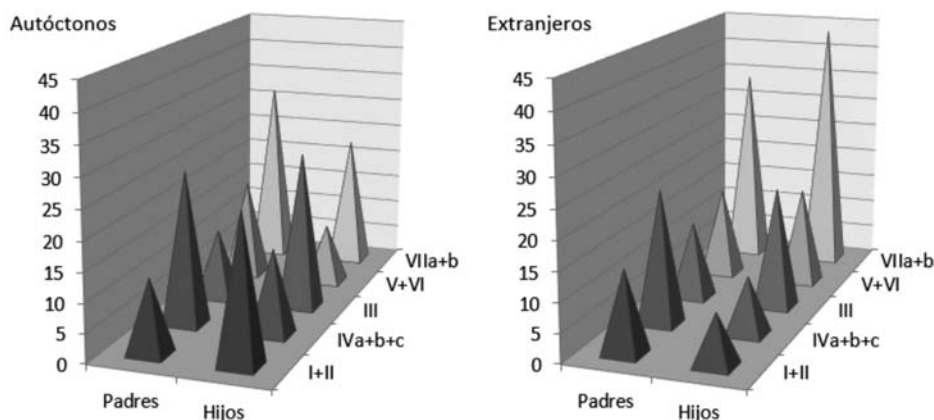 Autóctonos
45
40
35
30
25
20
15
10
5
0
Padres
Hijos
I+II
IVa+b+c
III
V+VI
VIIa+b
Extranjeros
45
40
35
30
25
20
15
10
5
0
Padres
Hijos
I+II
IVa+b+c
III
V+VI
VIIa+b